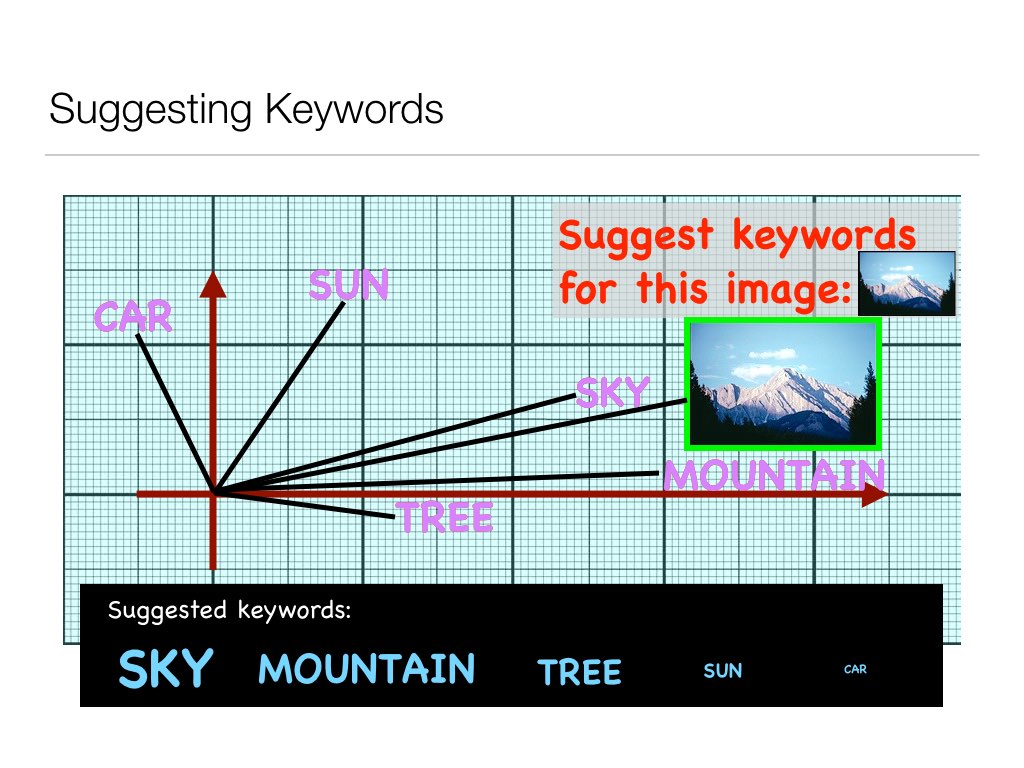 Suggesting Keywords
Suggest keywords
for this image:
SUN
CAR
SKY
MOUNTAIN
TREE
Suggested keywords:
SKY MOUNTAIN TREE SUN CAR